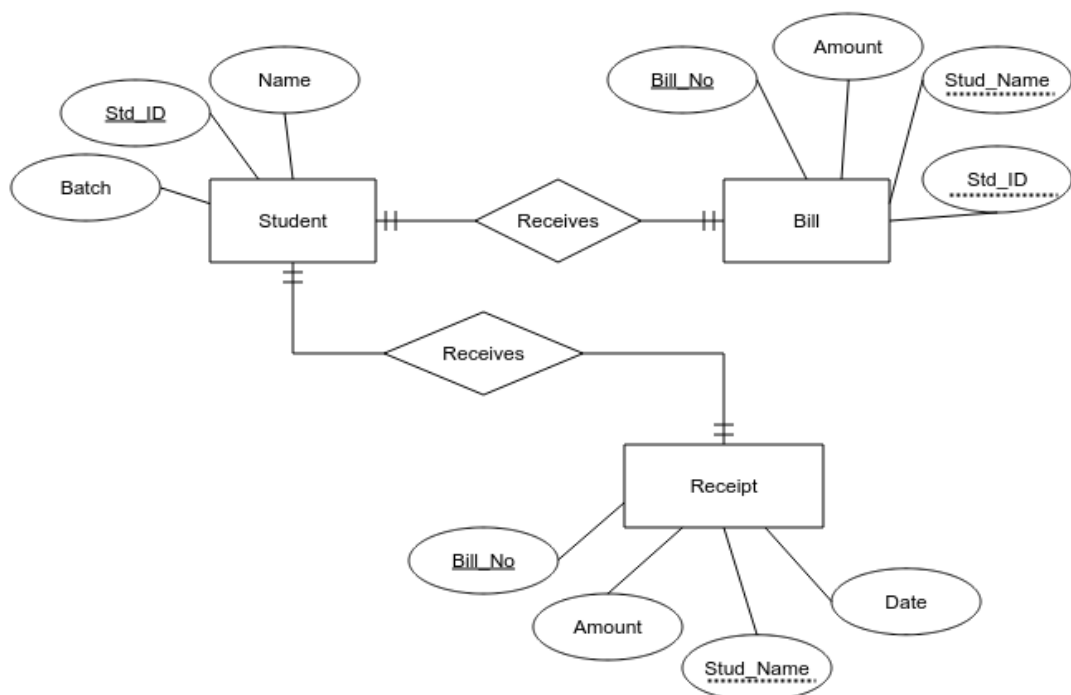 Name
Std_ID
Batch
Student
Receives
Amount
Bill_No
Stud_Name
Std_ID
Bill
Receives
Receipt
Bill_No
Amount
Stud_Name
Date